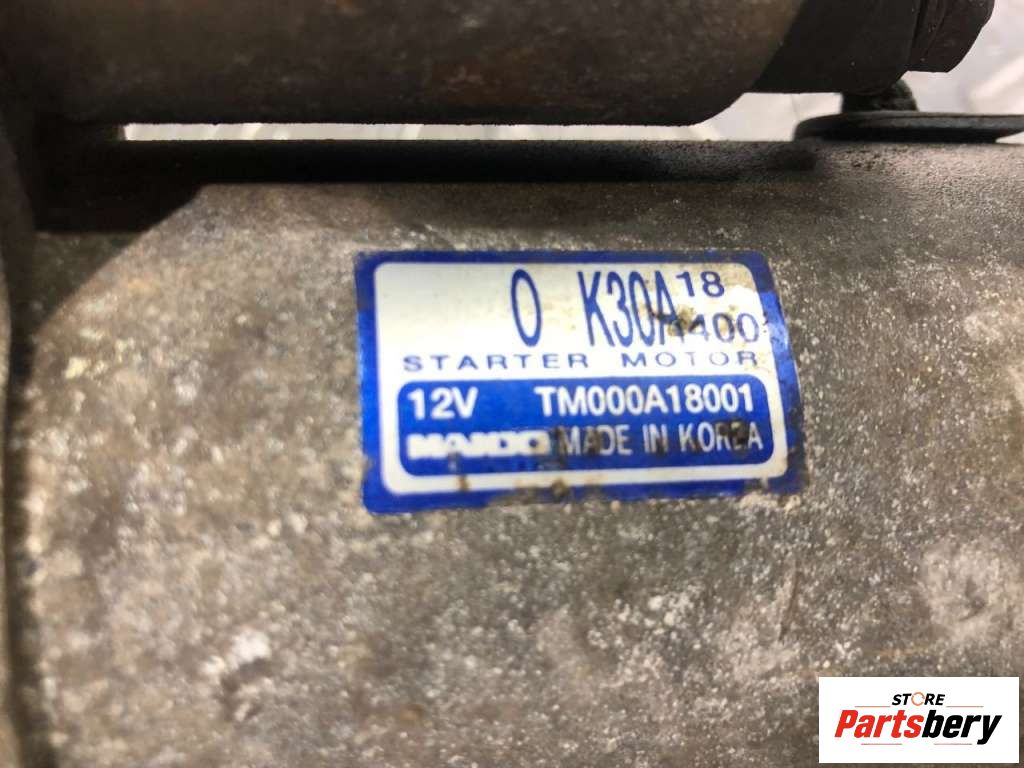 0 K30A 18
400
STARTER MOTOR
12V TM000A18001
MANDO MADE IN KOREA
STORE
Partsbery